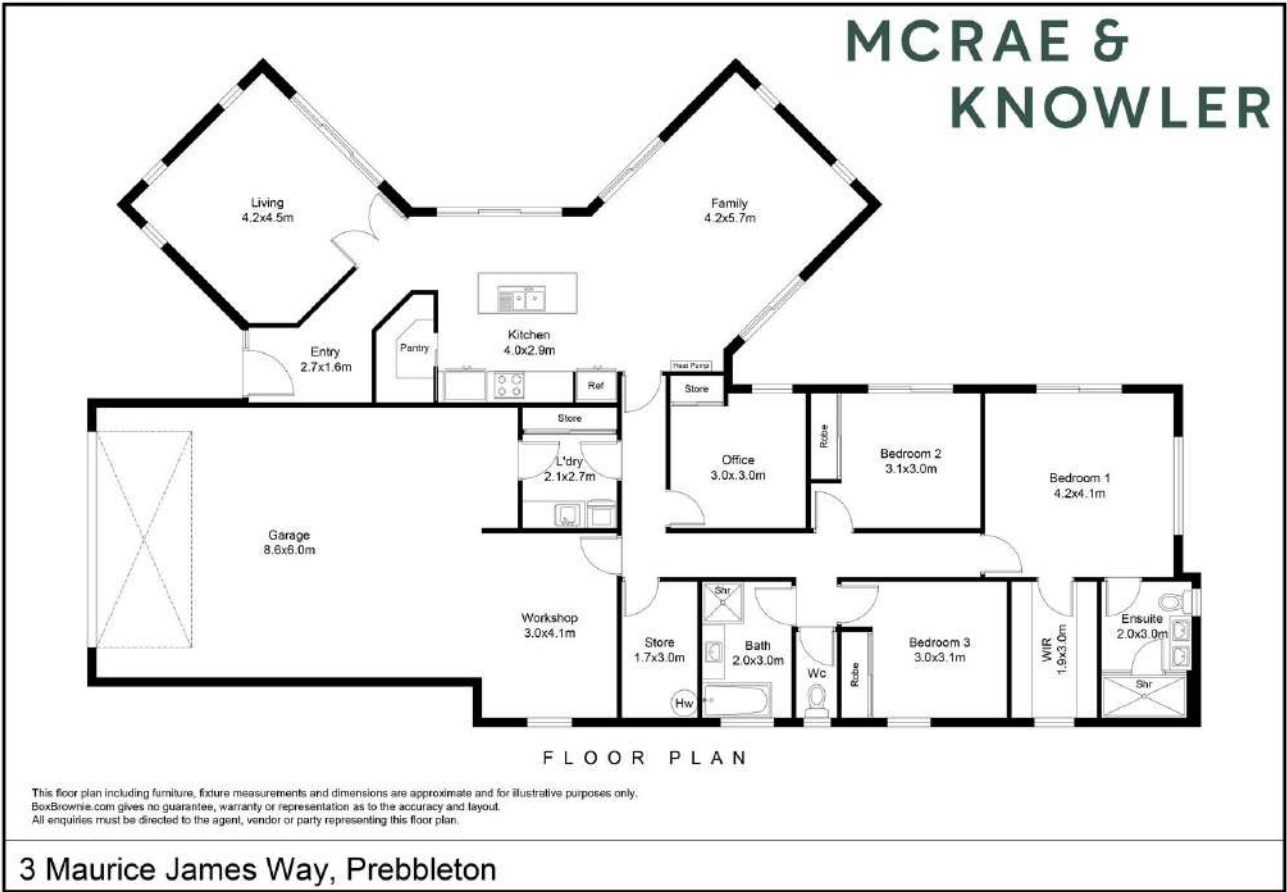 MCRAE &
KNOWLER
Living
4.2x4.5m
Family
4.2x5.7m
Kitchen
4.0x2.9m
Entry
2.7x1.6m
Pantry
Heat Pump
Ref
Store
Store
L'dry
2.1x2.7m
Office
3.0x.3.0m
Robe
Bedroom 2
3.1x3.0m
Bedroom 1
4.2x4.1m
Garage
8.6x6.0m
Workshop
3.0x4.1m
Store
1.7x3.0m
Hw
Shr
Bath
2.0x3.0m
Wc
Robe
Bedroom 3
3.0x3.1m
WIR
1.9x3.0m
Ensuite
2.0x3.0m
Shr
FLOOR PLAN
This floor plan including furniture, fixture measurements and dimensions are approximate and for illustrative purposes only.
BoxBrownie.com gives no guarantee, warranty or representation as to the accuracy and layout.
All enquiries must be directed to the agent, vendor or party representing this floor plan.
3 Maurice James Way, Prebbleton